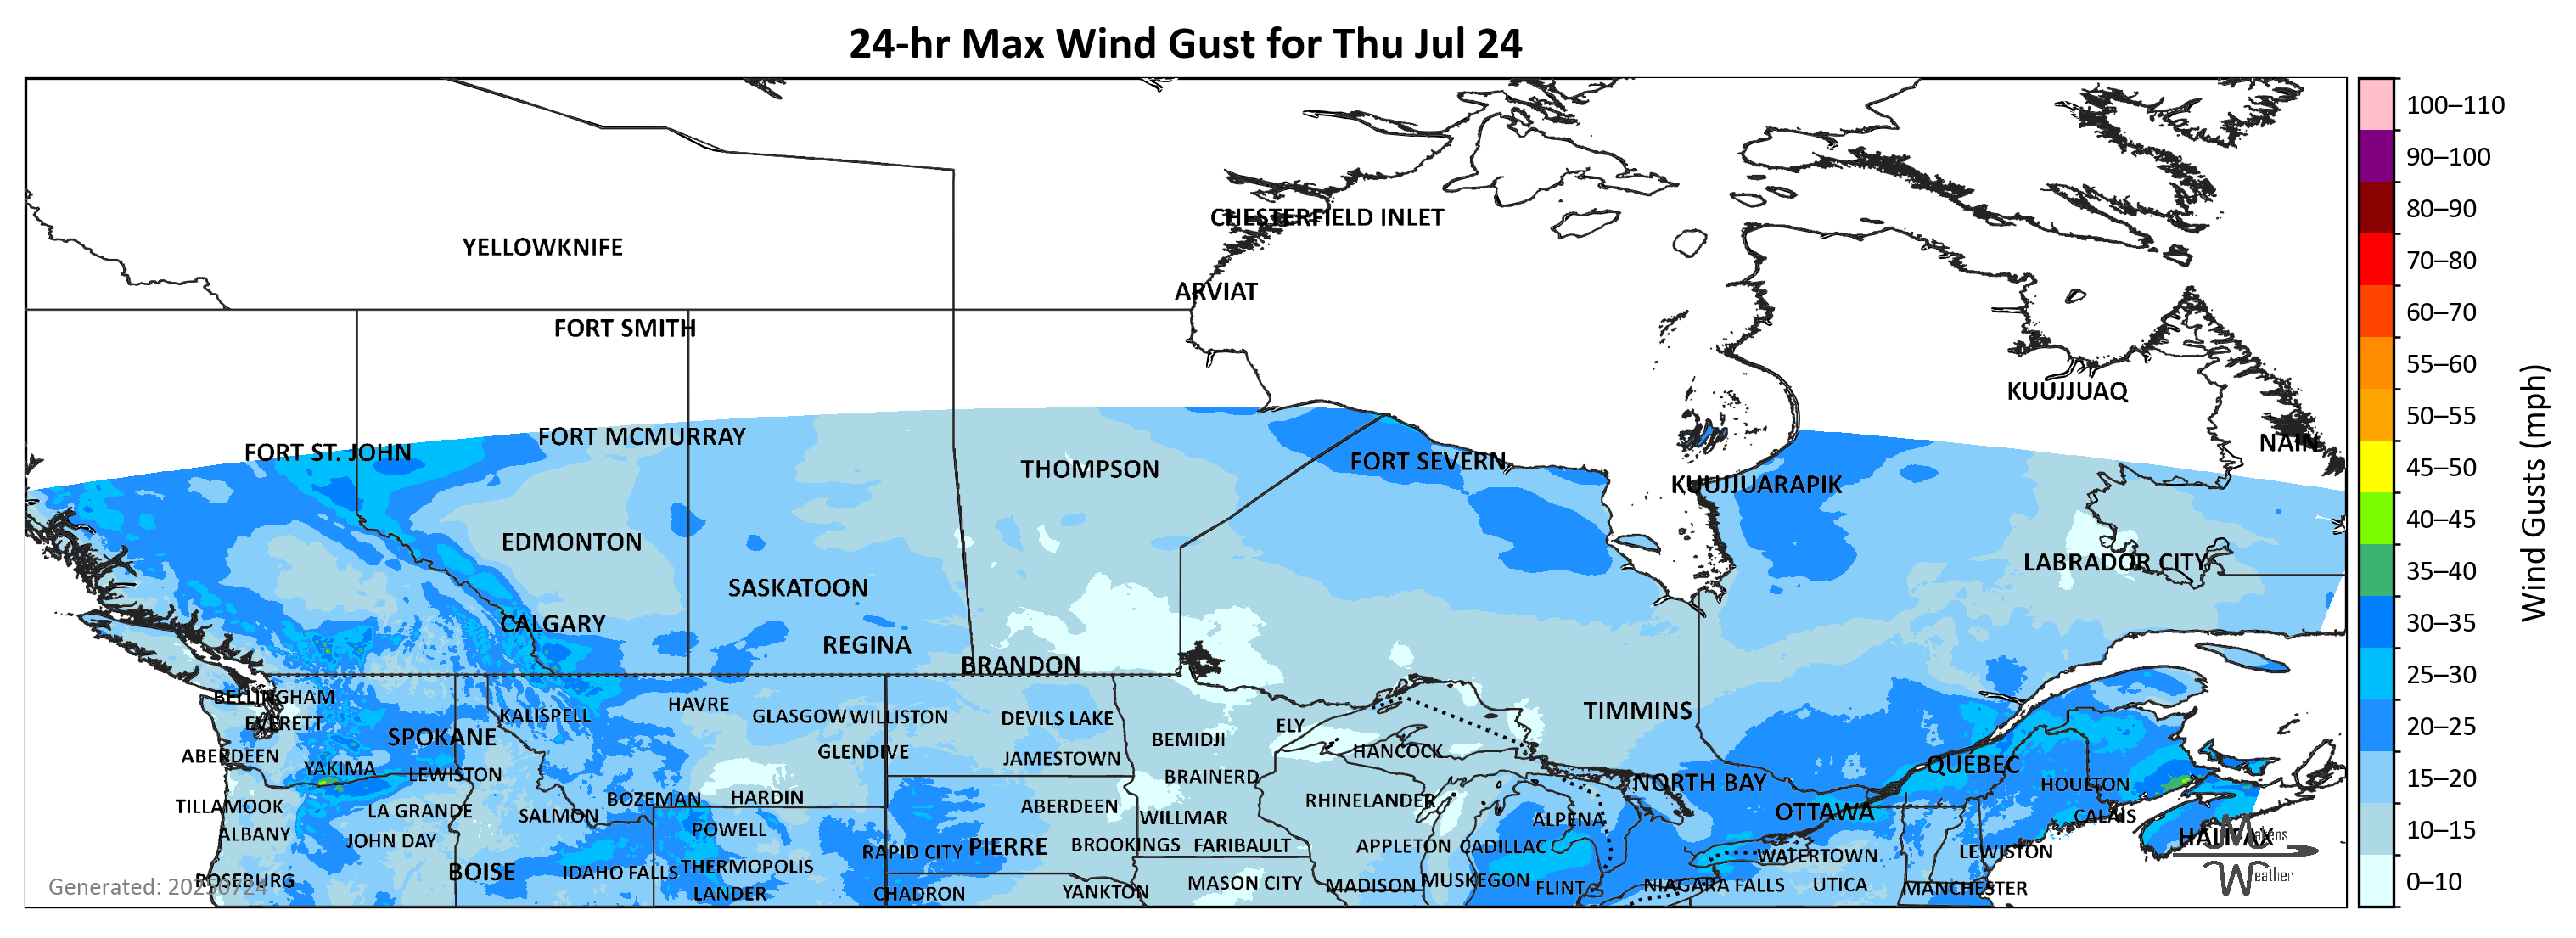 24-hr Max Wind Gust for Thu Jul 24
100–110
90–100
80–90
70–80
60–70
55–60
50–55
45–50
40–45
35–40
30–35
25–30
20–25
15–20
10–15
0–10
Wind Gusts (mph)
CHESTERFIELD INLET
YELLOWKNIFE
ARVIAT
FORT SMITH
KUUJJUAQ
FORT MCMURRAY
NAIN
FORT ST. JOHN
FORT SEVERN
THOMPSON
KUUJJUARAPIK
EDMONTON
LABRADOR CITY
SASKATOON
CALGARY
REGINA
BRANDON
BELLINGHAM
HAVRE
TIMMINS
KALISPELL
GLASGOW WILLISTON
DEVILS LAKE
EVERETT
ELY
SPOKANE
BEMIDJI
GLENDIVE
HANCOCK
ABERDEEN
JAMESTOWN
QUEBEC
YAKIMA
LEWISTON
BRAINERD
NORTH BAY
HOULTON
BOZEMAN
HARDIN
RHINELANDER
TILLAMOOK
LA GRANDE
ABERDEEN
SALMON
OTTAWA
CALAIS
WILLMAR
ALPENA
ALBANY
POWELL
HALIFAX
Makens
JOHN DAY
PIERRE
BROOKINGS
FARIBAULT
APPLETON
CADILLAC
RAPID CITY
LEWISTON
WATERTOWN
THERMOPOLIS
BOISE
IDAHO FALLS
Weather
ROSEBURG
MUSKEGON
MASON CITY
MADISON
NIAGARA FALLS
UTICA
FLINT
MANCHESTER
YANKTON
LANDER
CHADRON
Generated: 20250724